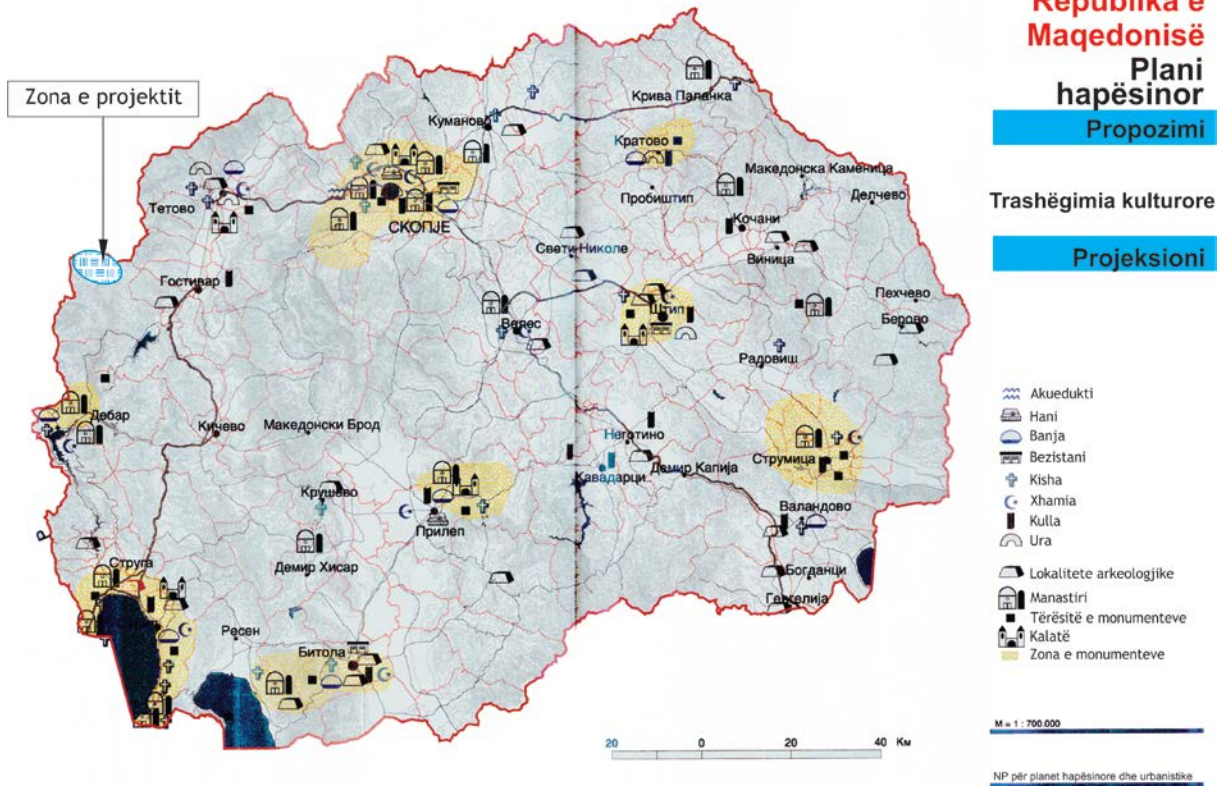 Republika e
Maqedonisë
Plani
hapësinor
Propozimi
Trashëgimia kulturore
Projeksioni
Zona e projektit
Крива Паланка
Куманово
Кратово
Македонска Каменица
Пробиштип
Делчево
Тетово
СКОПЈЕ
Кочани
Свети Николе
Виница
Гостивар
Пехчево
Штип
Берово
Велес
Радовиш
Дебар
Кичево
Македонски Брод
Неготино
Струмица
Кавадарци
Демир Капија
Крушево
Валандово
Прилеп
Струга
Демир Хисар
Богданци
Гевгелија
Ресен
Битола
Akuedukti
Hani
Banja
Bezistani
Kisha
Xhamia
Kulla
Ura
Lokalitete arkeologjike
Manastiri
Tërësitë e monumenteve
Kalatë
Zona e monumenteve
M = 1 : 700.000
20 0 20 40 Км
NP për planet hapësinore dhe urbanistike